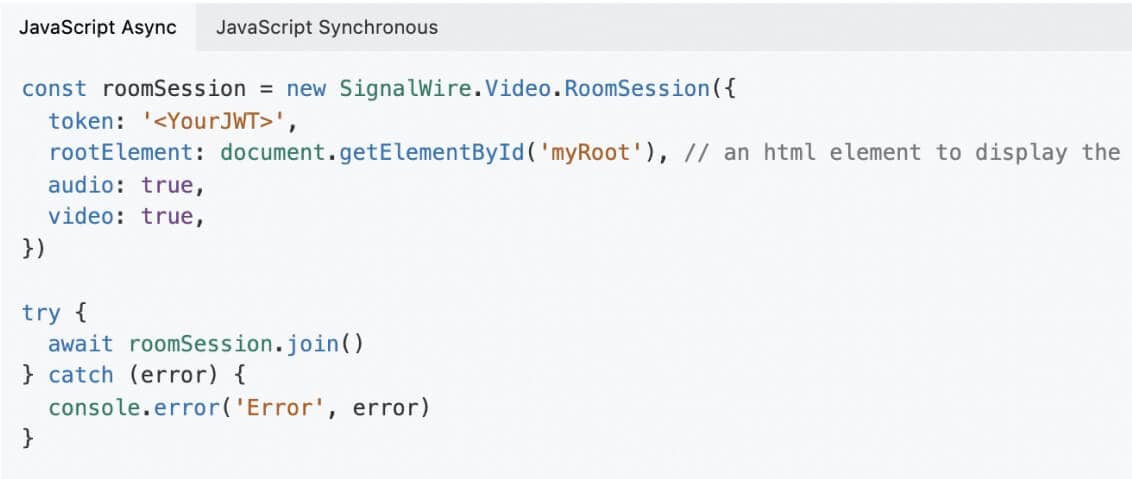 JavaScript Async JavaScript Synchronous
const roomSession = new SignalWire.Video.RoomSession({
  token: '<YourJWT>',
  rootElement: document.getElementById('myRoot'), // an html element to display the
  audio: true,
  video: true,
})

try {
  await roomSession.join()
} catch (error) {
  console.error('Error', error)
}